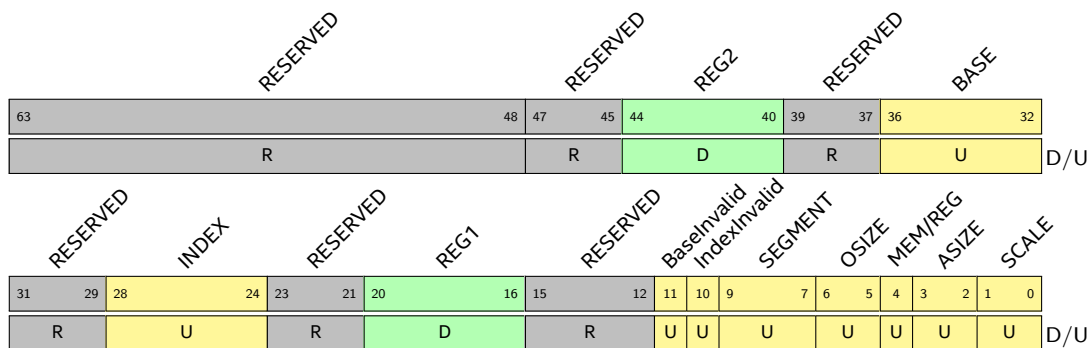 RESERVED RESERVED REG2 RESERVED BASE
63 48 47 45 44 40 39 37 36 32
R R D R U D/U
RESERVED INDEX RESERVED REG1 RESERVED BaseInvalid IndexInvalid SEGMENT OSIZE MEM/REG ASIZE SCALE
31 29 28 24 23 21 20 16 15 12 11 10 9 7 6 5 4 3 2 1 0
R U R D R U U U U U U U D/U